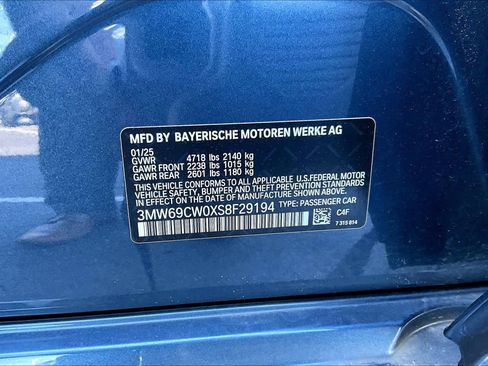 MFD BY BAYERISCHE MOTOREN WERKE AG
01/25
GVWR 4718 lbs 2140 kg
GAWR FRONT 2238 lbs 1015 kg
GAWR REAR 2601 lbs 1180 kg
THIS VEHICLE CONFORMS TO ALL APPLICABLE U.S.FEDERAL MOTOR
VEHICLE SAFETY, BUMPER, AND THEFT PREVENTION STANDARDS
IN EFFECT ON THE DATE OF MANUFACTURE SHOWN ABOVE.
3MW69CW0XS8F29194 TYPE: PASSENGER CAR
C4F
7 315 014